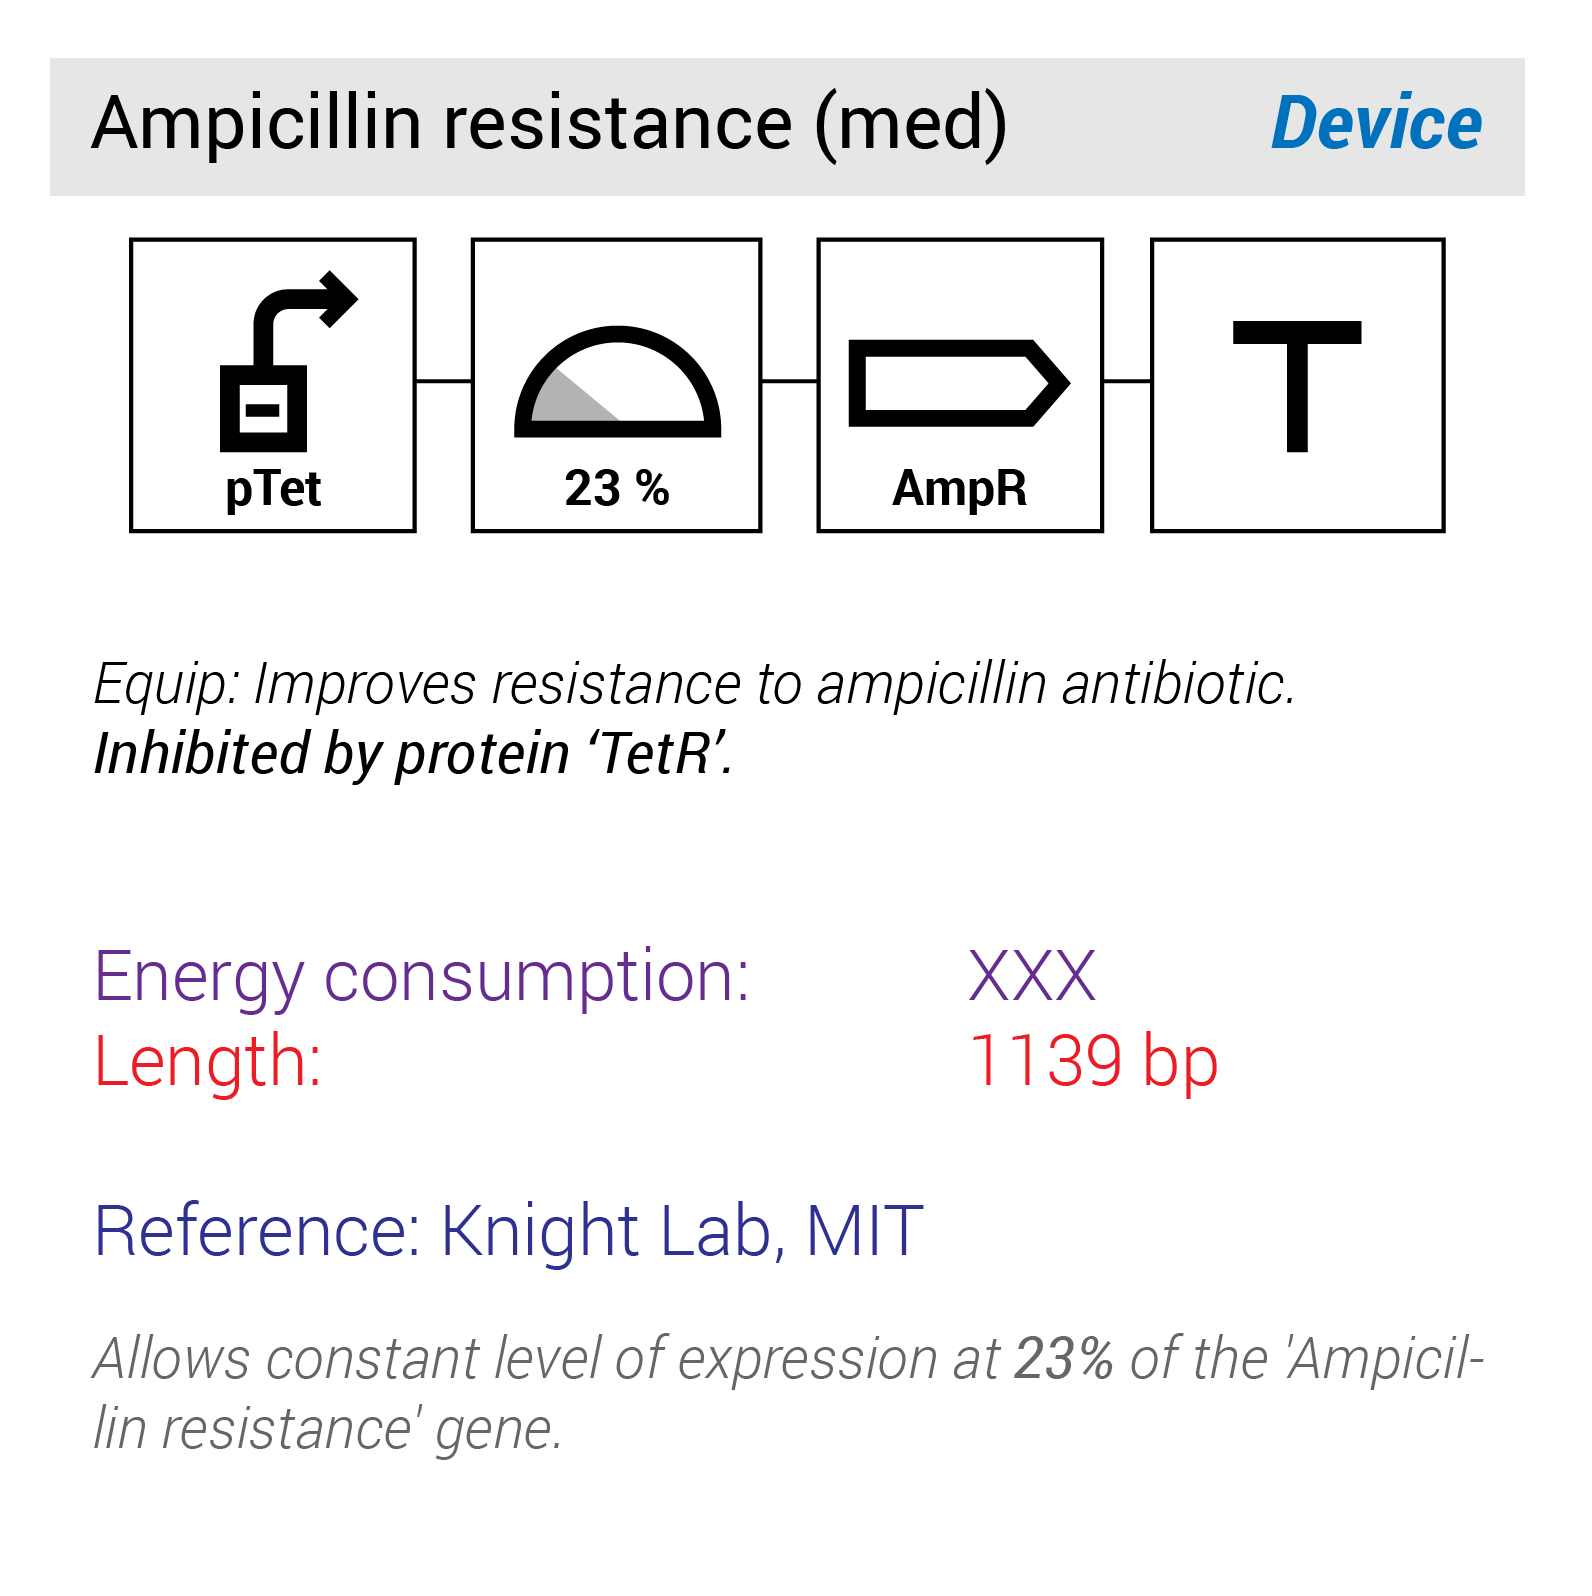 Ampicillin resistance (med) Device
pTet 23 % AmpR T
Equip: Improves resistance to ampicillin antibiotic.
Inhibited by protein ‘TetR’.
Energy consumption: XXX
Length: 1139 bp
Reference: Knight Lab, MIT
Allows constant level of expression at 23% of the 'Ampicil-
lin resistance' gene.